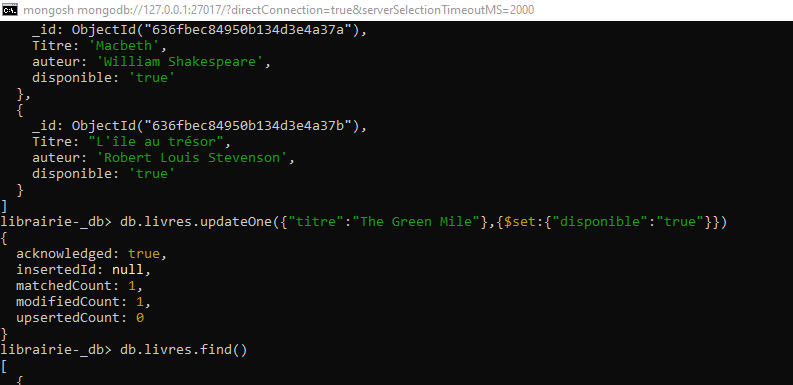 mongosh mongodb://127.0.0.1:27017/?directConnection=true&serverSelectionTimeoutMS=2000
    _id: ObjectId("636fbec84950b134d3e4a37a"),
    Titre: 'Macbeth',
    auteur: 'William Shakespeare',
    disponible: 'true'
  },
  {
    _id: ObjectId("636fbec84950b134d3e4a37b"),
    Titre: "L'île au trésor",
    auteur: 'Robert Louis Stevenson',
    disponible: 'true'
  }
]
librairie-_db> db.livres.updateOne({"titre":"The Green Mile"},{$set:{"disponible":"true"}})
{
  acknowledged: true,
  insertedId: null,
  matchedCount: 1,
  modifiedCount: 1,
  upsertedCount: 0
}
librairie-_db> db.livres.find()
[
  {